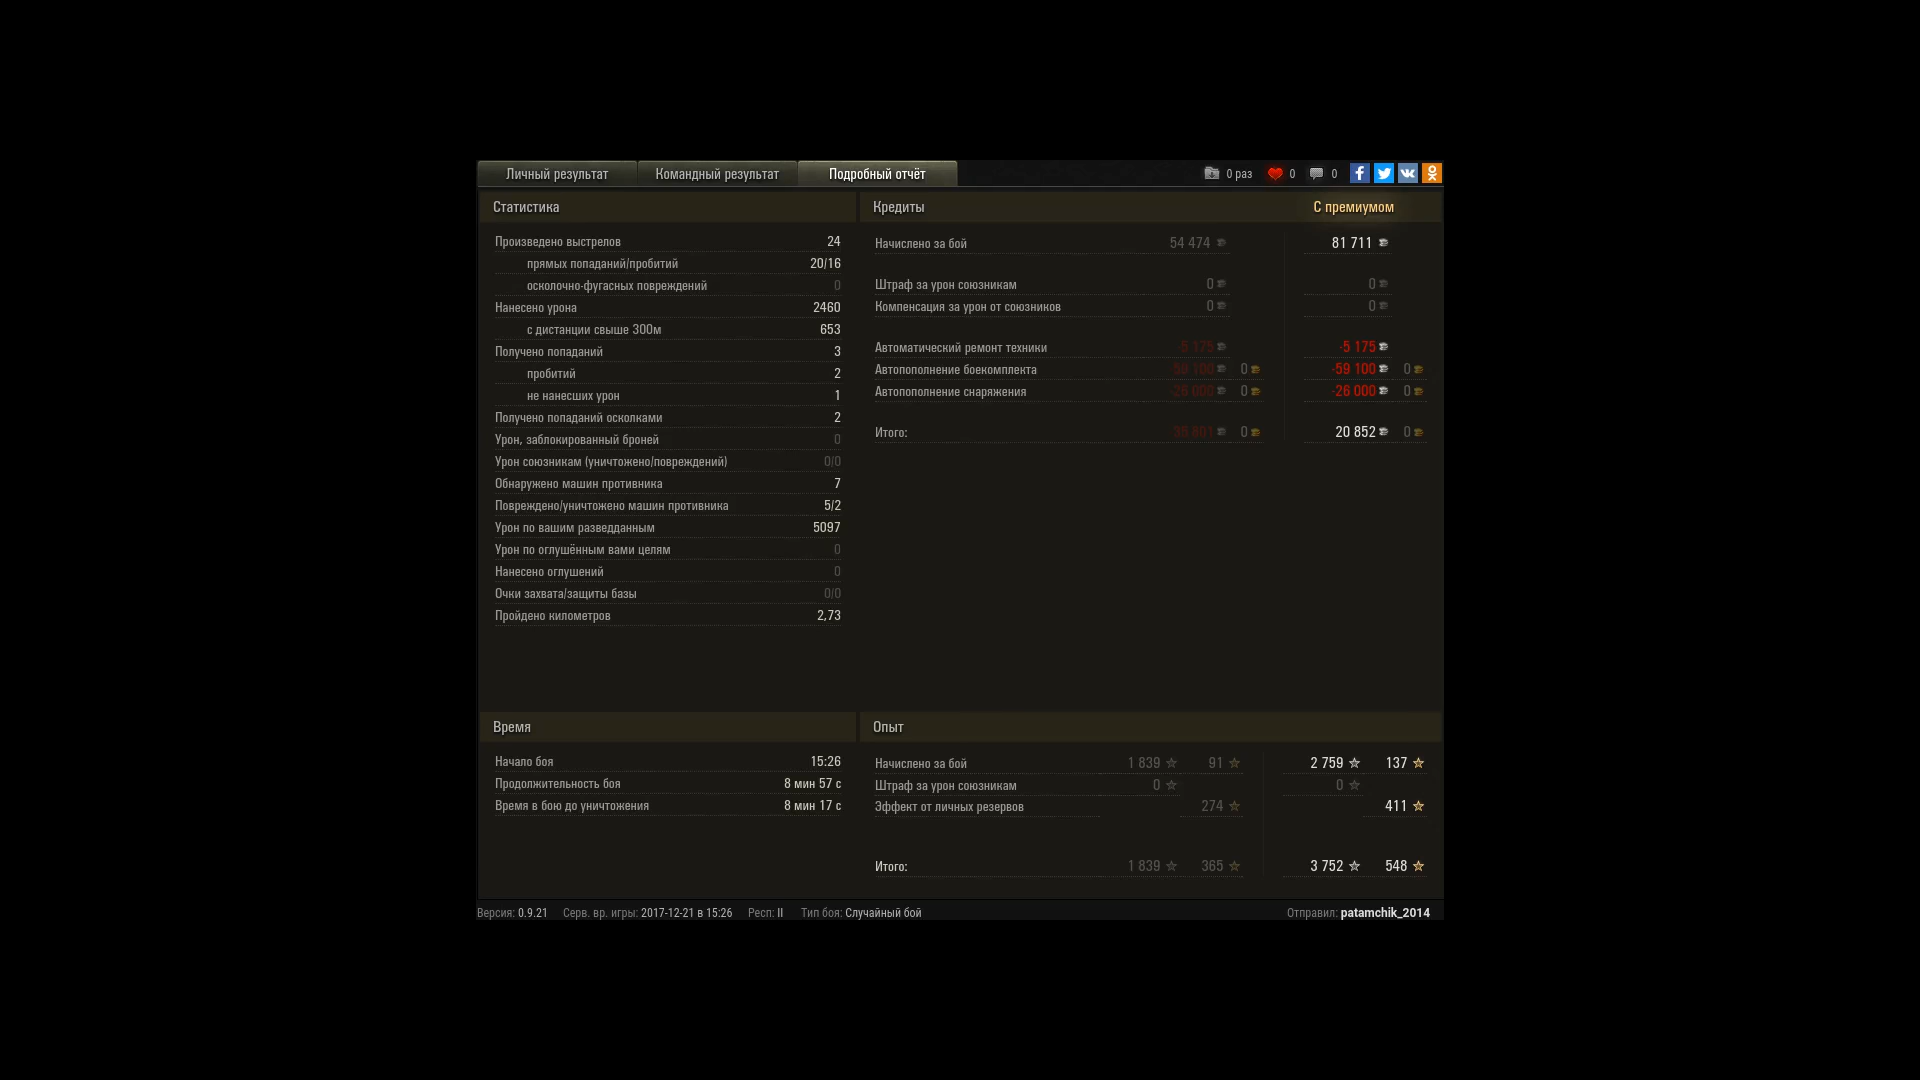 Личный результат Командный результат Подробный отчёт 0 раз 0 0
Статистика
Произведено выстрелов 24
прямых попаданий/пробитий 20/16
осколочно-фугасных повреждений 0
Нанесено урона 2460
с дистанции свыше 300м 653
Получено попаданий 3
пробитий 2
не нанесших урон 1
Получено попаданий осколками 2
Урон, заблокированный броней 0
Урон союзникам (уничтожено/повреждений) 0/0
Обнаружено машин противника 7
Повреждено/уничтожено машин противника 5/2
Урон по вашим разведданным 5097
Урон по оглушённым вами целям 0
Нанесено оглушений 0
Очки захвата/защиты базы 0/0
Пройдено километров 2,73
Кредиты С премиумом
Начислено за бой 54 474 81 711
Штраф за урон союзникам 0 0
Компенсация за урон от союзников 0 0
Автоматический ремонт техники -5 175 -5 175
Автопополнение боекомплекта -59 100 0 -59 100 0
Автопополнение снаряжения -26 000 0 -26 000 0
Итого: 0 20 852 0
Время
Начало боя 15:26
Продолжительность боя 8 мин 57 с
Время в бою до уничтожения 8 мин 17 с
Опыт
Начислено за бой 1 839 91 2 759 137
Штраф за урон союзникам 0 0
Эффект от личных резервов 274 411
Итого: 1 839 365 3 752 548
Версия: 0.9.21 Серв. вр. игры: 2017-12-21 в 15:26 Респ: II Тип боя: Случайный бой Отправил: patamchik_2014